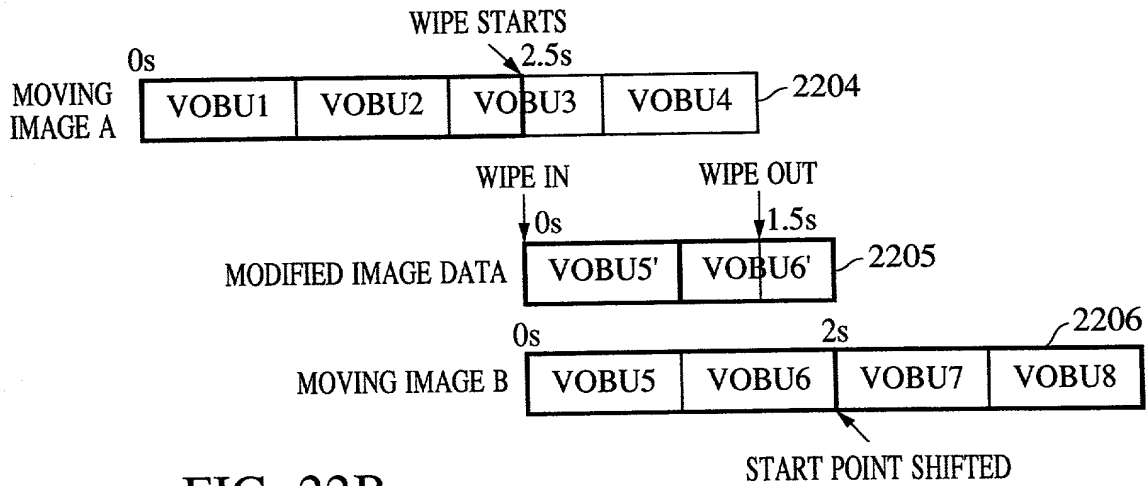 WIPE STARTS
0s
2.5s
MOVING
IMAGE A
VOBU1
VOBU2
VOBU3
VOBU4
2204
WIPE IN
WIPE OUT
0s
1.5s
MODIFIED IMAGE DATA
VOBU5'
VOBU6'
2205
0s
2s
2206
MOVING IMAGE B
VOBU5
VOBU6
VOBU7
VOBU8
START POINT SHIFTED